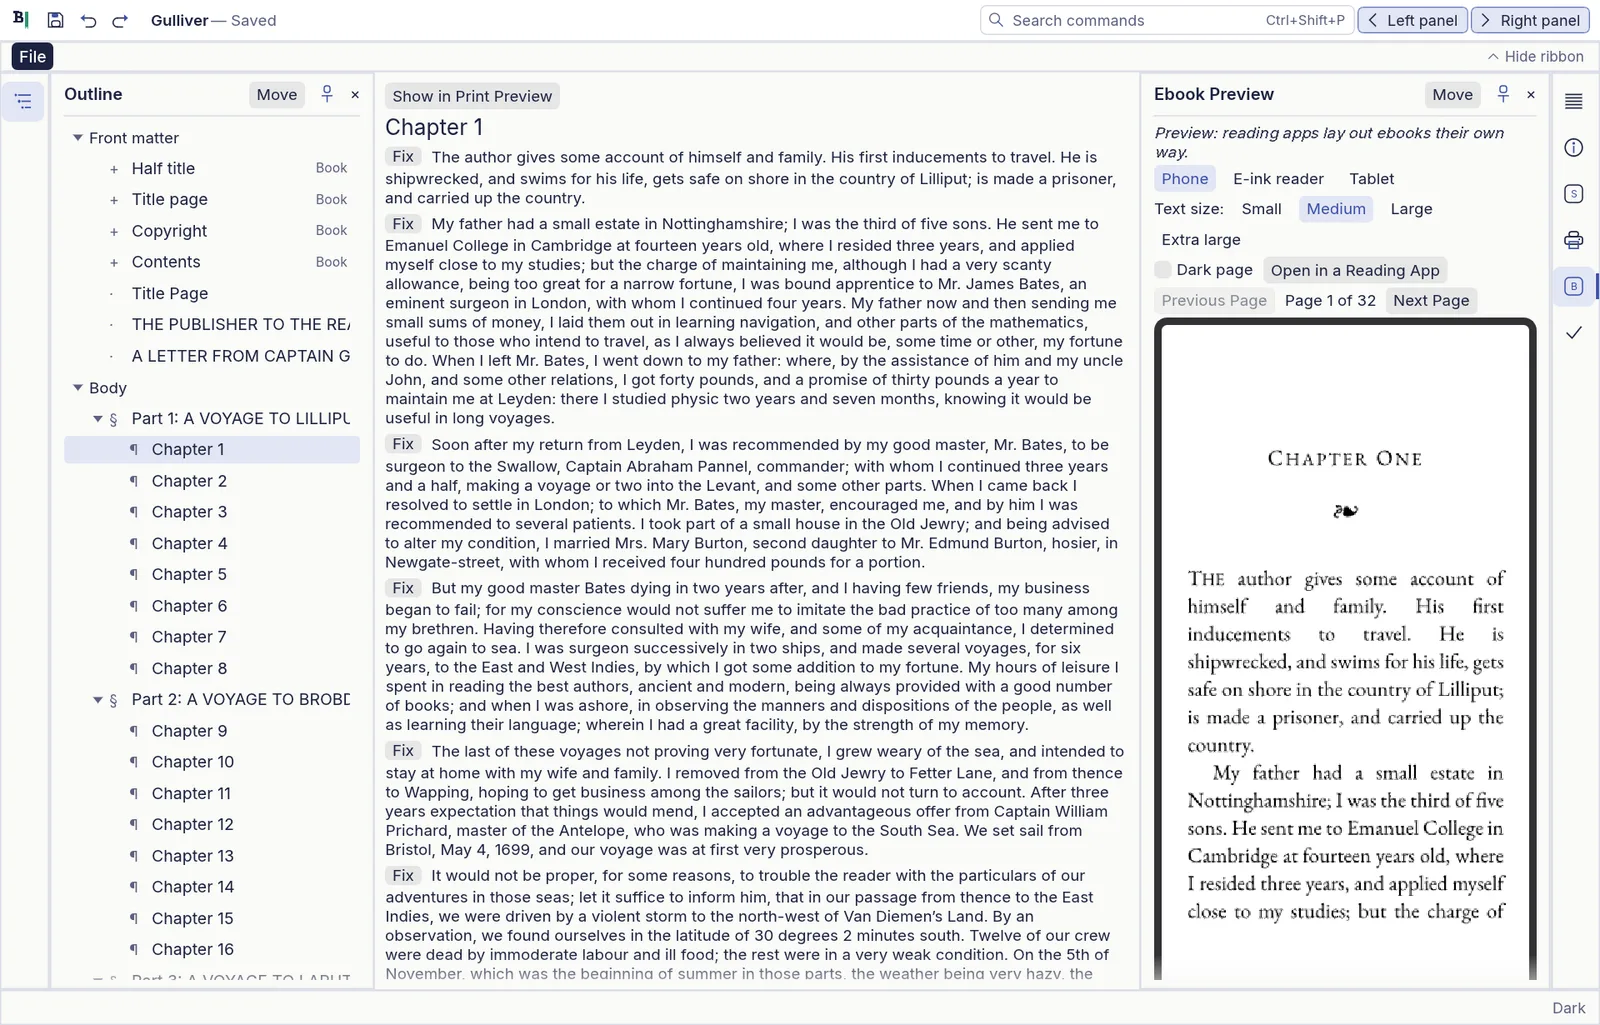 B
Gulliver — Saved
Search commands Ctrl+Shift+P
Left panel
Right panel
File
Hide ribbon
Outline
Move
×
Front matter
+ Half title Book
+ Title page Book
+ Copyright Book
+ Contents Book
· Title Page
· THE PUBLISHER TO THE REA
· A LETTER FROM CAPTAIN G
Body
§ Part 1: A VOYAGE TO LILLIPU
¶ Chapter 1
¶ Chapter 2
¶ Chapter 3
¶ Chapter 4
¶ Chapter 5
¶ Chapter 6
¶ Chapter 7
¶ Chapter 8
§ Part 2: A VOYAGE TO BROBD
¶ Chapter 9
¶ Chapter 10
¶ Chapter 11
¶ Chapter 12
¶ Chapter 13
¶ Chapter 14
¶ Chapter 15
¶ Chapter 16
§ Part 3: A VOYAGE TO LAPUT
Show in Print Preview
Chapter 1
Fix The author gives some account of himself and family. His first inducements to travel. He is
shipwrecked, and swims for his life, gets safe on shore in the country of Lilliput; is made a prisoner,
and carried up the country.
Fix My father had a small estate in Nottinghamshire; I was the third of five sons. He sent me to
Emanuel College in Cambridge at fourteen years old, where I resided three years, and applied
myself close to my studies; but the charge of maintaining me, although I had a very scanty
allowance, being too great for a narrow fortune, I was bound apprentice to Mr. James Bates, an
eminent surgeon in London, with whom I continued four years. My father now and then sending me
small sums of money, I laid them out in learning navigation, and other parts of the mathematics,
useful to those who intend to travel, as I always believed it would be, some time or other, my fortune
to do. When I left Mr. Bates, I went down to my father: where, by the assistance of him and my uncle
John, and some other relations, I got forty pounds, and a promise of thirty pounds a year to
maintain me at Leyden: there I studied physic two years and seven months, knowing it would be
useful in long voyages.
Fix Soon after my return from Leyden, I was recommended by my good master, Mr. Bates, to be
surgeon to the Swallow, Captain Abraham Pannel, commander; with whom I continued three years
and a half, making a voyage or two into the Levant, and some other parts. When I came back I
resolved to settle in London; to which Mr. Bates, my master, encouraged me, and by him I was
recommended to several patients. I took part of a small house in the Old Jewry; and being advised
to alter my condition, I married Mrs. Mary Burton, second daughter to Mr. Edmund Burton, hosier, in
Newgate-street, with whom I received four hundred pounds for a portion.
Fix But my good master Bates dying in two years after, and I having few friends, my business
began to fail; for my conscience would not suffer me to imitate the bad practice of too many among
my brethren. Having therefore consulted with my wife, and some of my acquaintance, I determined
to go again to sea. I was surgeon successively in two ships, and made several voyages, for six
years, to the East and West Indies, by which I got some addition to my fortune. My hours of leisure I
spent in reading the best authors, ancient and modern, being always provided with a good number
of books; and when I was ashore, in observing the manners and dispositions of the people, as well
as learning their language; wherein I had a great facility, by the strength of my memory.
Fix The last of these voyages not proving very fortunate, I grew weary of the sea, and intended to
stay at home with my wife and family. I removed from the Old Jewry to Fetter Lane, and from thence
to Wapping, hoping to get business among the sailors; but it would not turn to account. After three
years expectation that things would mend, I accepted an advantageous offer from Captain William
Prichard, master of the Antelope, who was making a voyage to the South Sea. We set sail from
Bristol, May 4, 1699, and our voyage was at first very prosperous.
Fix It would not be proper, for some reasons, to trouble the reader with the particulars of our
adventures in those seas; let it suffice to inform him, that in our passage from thence to the East
Indies, we were driven by a violent storm to the north-west of Van Diemen’s Land. By an
observation, we found ourselves in the latitude of 30 degrees 2 minutes south. Twelve of our crew
were dead by immoderate labour and ill food; the rest were in a very weak condition. On the 5th of
November, which was the beginning of summer in those parts, the weather being very hazy, the
Ebook Preview
Move
×
Preview: reading apps lay out ebooks their own
way.
Phone E-ink reader Tablet
Text size: Small Medium Large
Extra large
Dark page Open in a Reading App
Previous Page Page 1 of 32 Next Page
CHAPTER ONE
THE author gives some account of
himself and family. His first
inducements to travel. He is
shipwrecked, and swims for his life, gets
safe on shore in the country of Lilliput;
is made a prisoner, and carried up the
country.
My father had a small estate in
Nottinghamshire; I was the third of five
sons. He sent me to Emanuel College in
Cambridge at fourteen years old, where
I resided three years, and applied myself
close to my studies; but the charge of
S
B
Dark